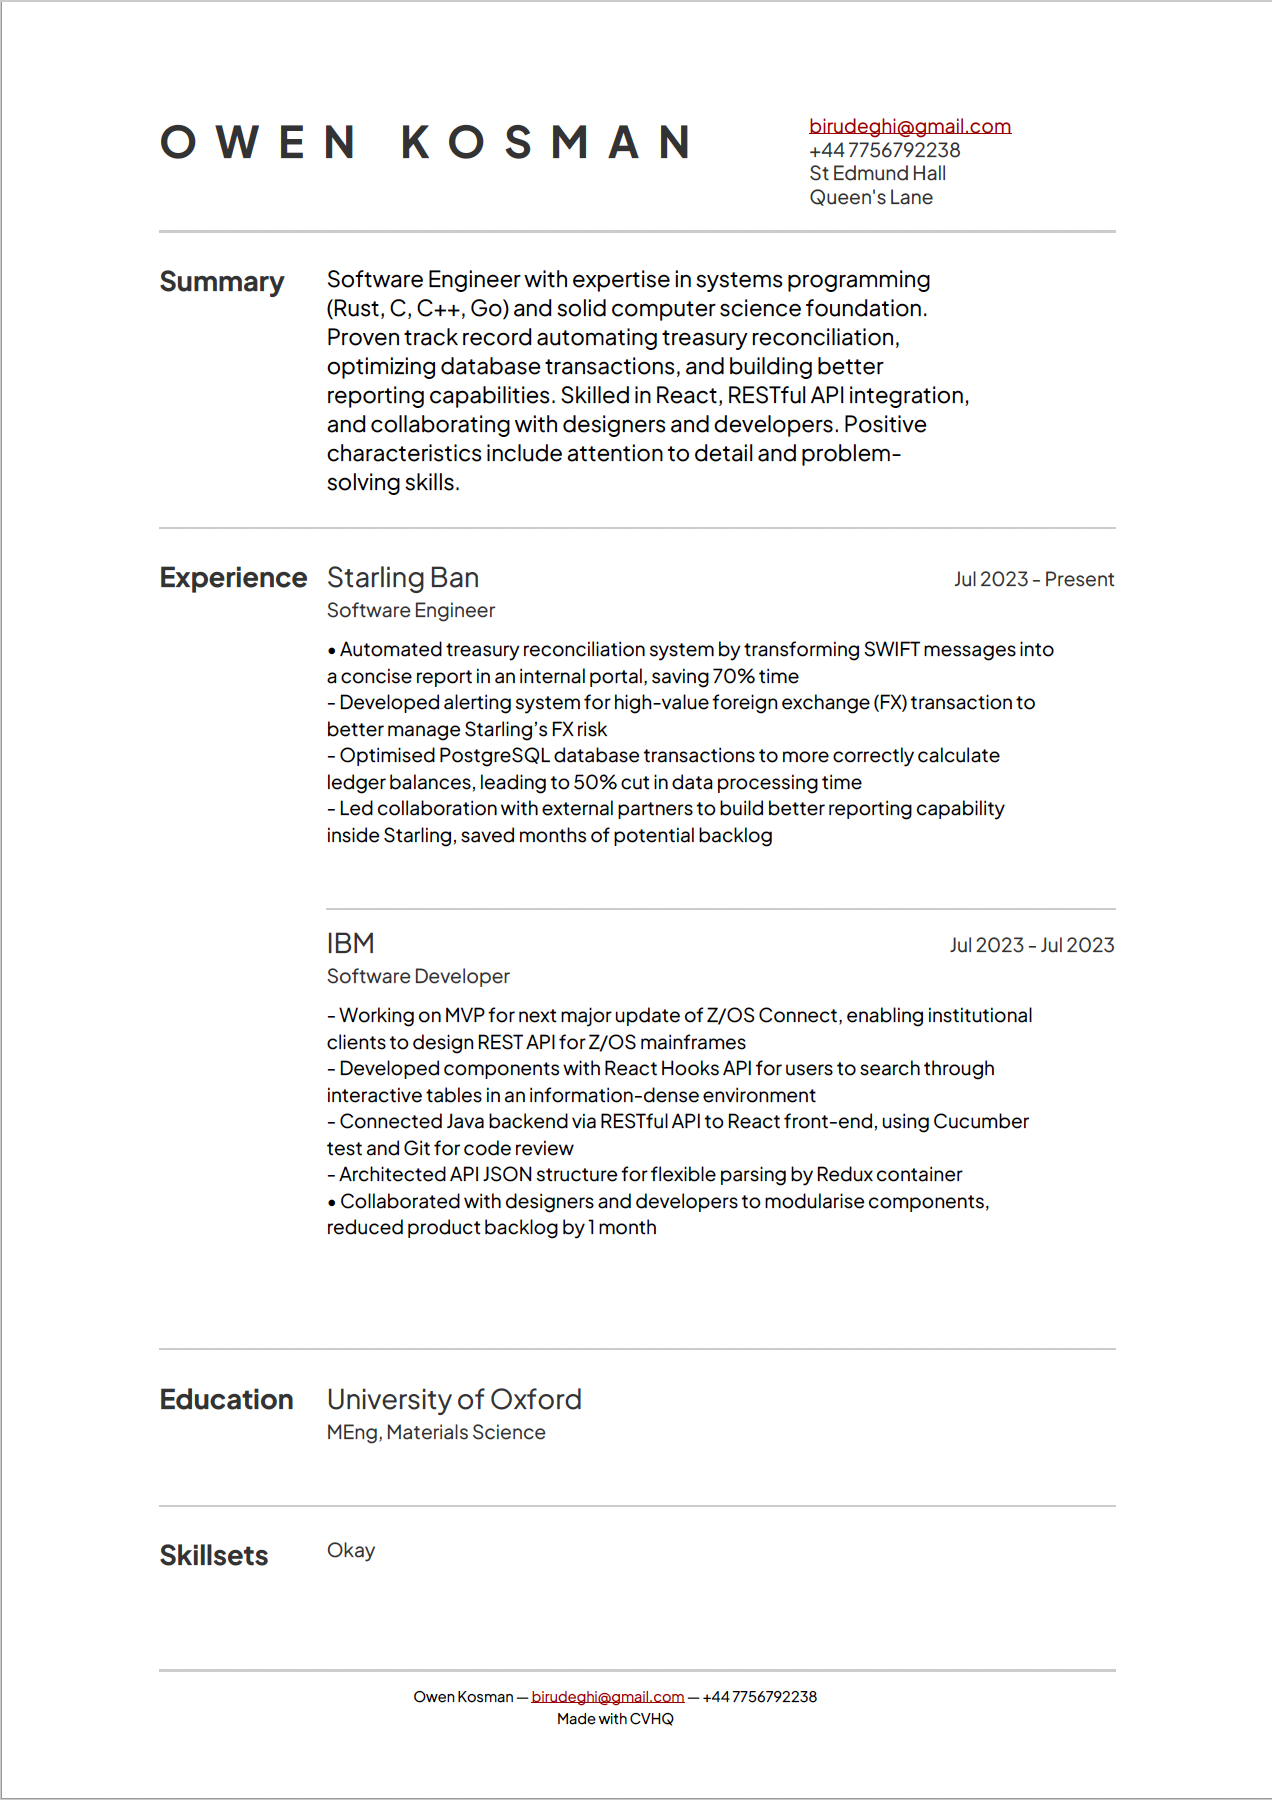 OWEN KOSMAN
birudeghi@gmail.com
+44 7756792238
St Edmund Hall
Queen's Lane
Summary
Software Engineer with expertise in systems programming
(Rust, C, C++, Go) and solid computer science foundation.
Proven track record automating treasury reconciliation,
optimizing database transactions, and building better
reporting capabilities. Skilled in React, RESTful API integration,
and collaborating with designers and developers. Positive
characteristics include attention to detail and problem-
solving skills.
Experience
Starling Ban
Jul 2023 - Present
Software Engineer
• Automated treasury reconciliation system by transforming SWIFT messages into
a concise report in an internal portal, saving 70% time
- Developed alerting system for high-value foreign exchange (FX) transaction to
better manage Starling’s FX risk
- Optimised PostgreSQL database transactions to more correctly calculate
ledger balances, leading to 50% cut in data processing time
- Led collaboration with external partners to build better reporting capability
inside Starling, saved months of potential backlog
IBM
Jul 2023 - Jul 2023
Software Developer
- Working on MVP for next major update of Z/OS Connect, enabling institutional
clients to design REST API for Z/OS mainframes
- Developed components with React Hooks API for users to search through
interactive tables in an information-dense environment
- Connected Java backend via RESTful API to React front-end, using Cucumber
test and Git for code review
- Architected API JSON structure for flexible parsing by Redux container
• Collaborated with designers and developers to modularise components,
reduced product backlog by 1 month
Education
University of Oxford
MEng, Materials Science
Skillsets
Okay
Owen Kosman — birudeghi@gmail.com — +44 7756792238
Made with CVHQ